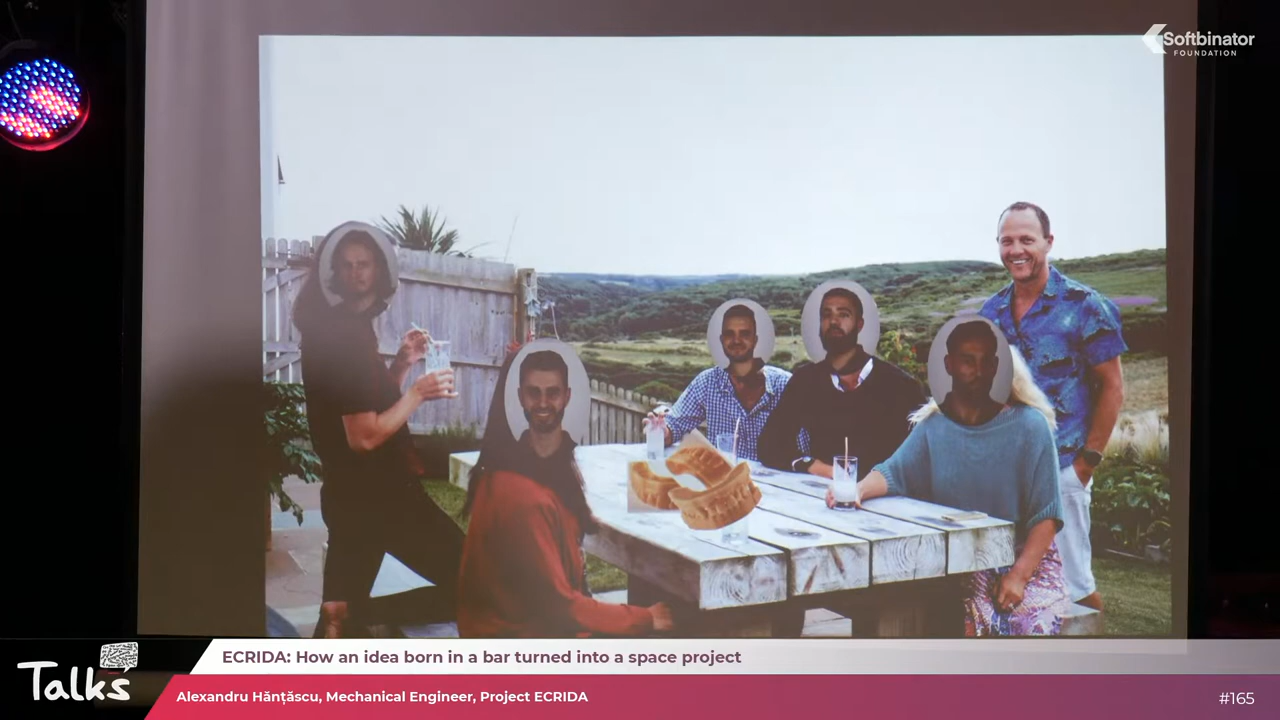 Softbinator
FOUNDATION
Talks
ECRIDA: How an idea born in a bar turned into a space project
Alexandru Hănțăscu, Mechanical Engineer, Project ECRIDA
#165